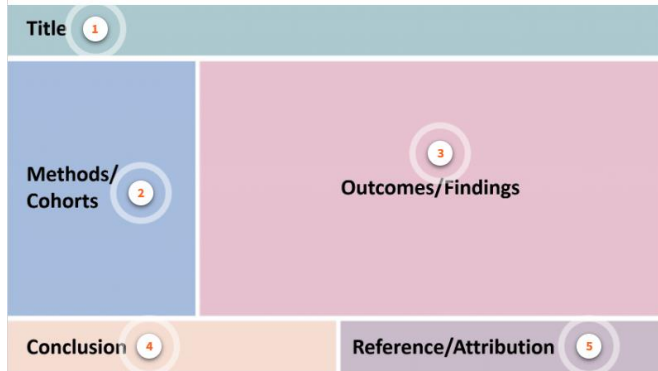 Title 1
Methods/
Cohorts 2
3
Outcomes/Findings
Conclusion 4
Reference/Attribution 5